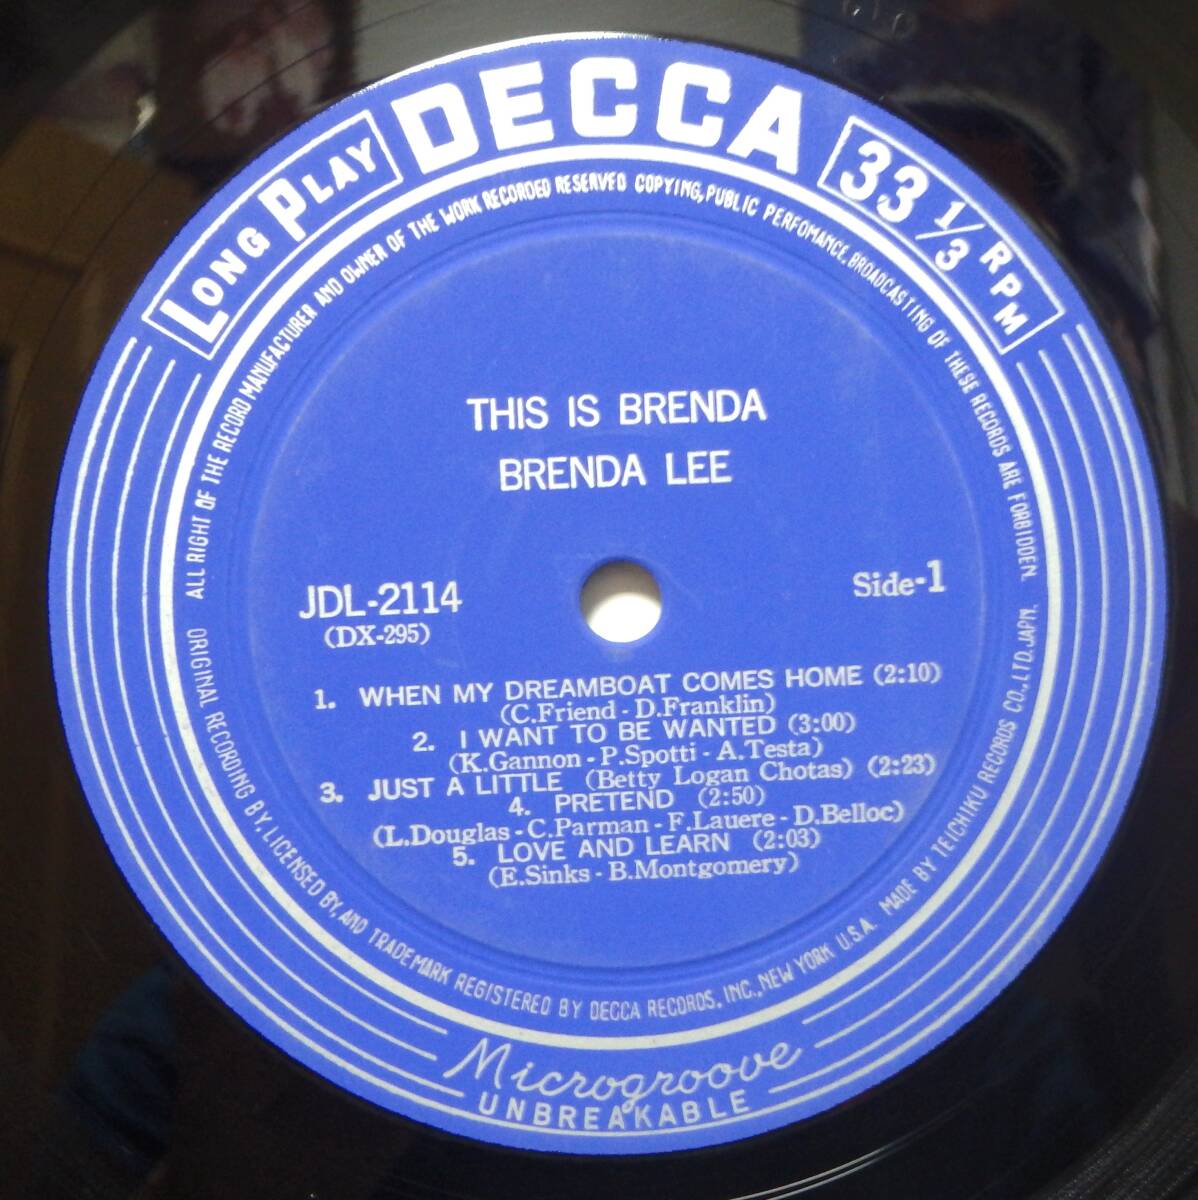 LONG PLAY
DECCA
33 1/3 RPM
ALL RIGHT OF THE RECORD MANUFACTURER AND OWNER OF THE WORK RECORDED RESERVED COPYING, PUBLIC PERFOMANCE, BROADCASTING OF THESE RECORDS ARE FORBIDDEN.
THIS IS BRENDA
BRENDA LEE
JDL-2114
(DX-295)
Side-1
1. WHEN MY DREAMBOAT COMES HOME (2:10)
(C.Friend - D.Franklin)
2. I WANT TO BE WANTED (3:00)
(K.Gannon - P.Spotti - A.Testa)
3. JUST A LITTLE (Betty Logan Chotas) (2:23)
4. PRETEND (2:50)
(L.Douglas - C.Parman - F.Lauere - D.Belloc)
5. LOVE AND LEARN (2:03)
(E.Sinks - B.Montgomery)
ORIGINAL RECORDING BY, LICENSED BY, AND TRADEMARK REGISTERED BY DECCA RECORDS, INC., NEW YORK U.S.A. MADE BY TEICHIKU RECORDS CO., LTD. JAPN.
Microgroove
UNBREAKABLE